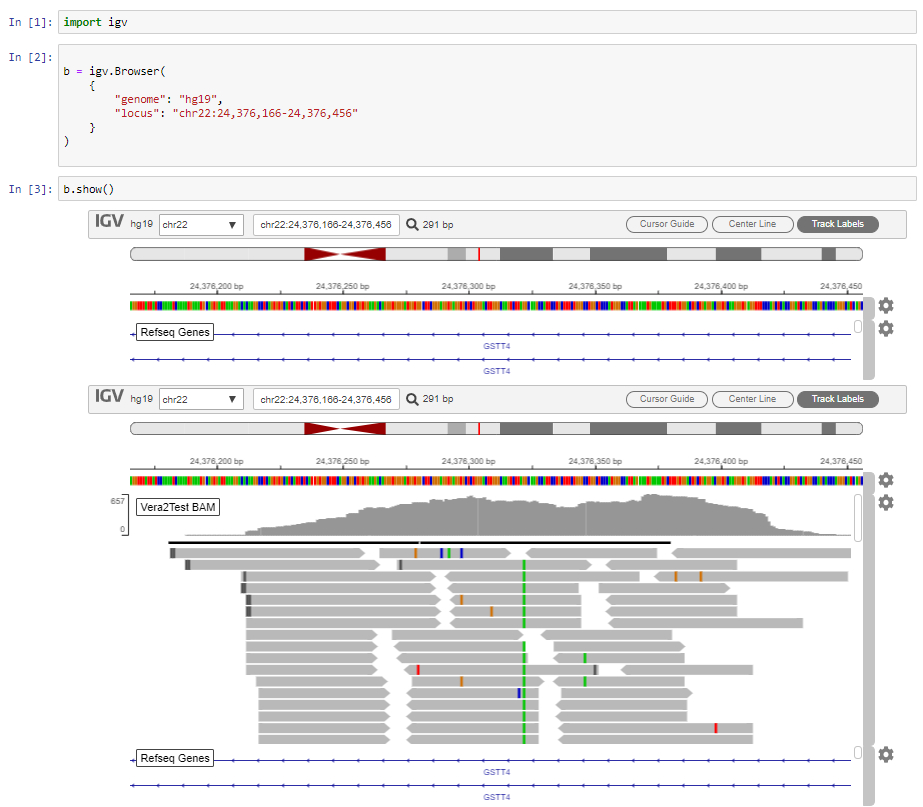 In [1]: import igv
In [2]:
b = igv.Browser(
{
"genome": "hg19",
"locus": "chr22:24,376,166-24,376,456"
}
)
In [3]: b.show()
IGV hg19 chr22 chr22:24,376,166-24,376,456 291 bp Cursor Guide Center Line Track Labels
24,376,200 bp 24,376,250 bp 24,376,300 bp 24,376,350 bp 24,376,400 bp 24,376,450
Refseq Genes
GSTT4
GSTT4
IGV hg19 chr22 chr22:24,376,166-24,376,456 291 bp Cursor Guide Center Line Track Labels
24,376,200 bp 24,376,250 bp 24,376,300 bp 24,376,350 bp 24,376,400 bp 24,376,450
657
Vera2Test BAM
0
Refseq Genes
GSTT4
GSTT4